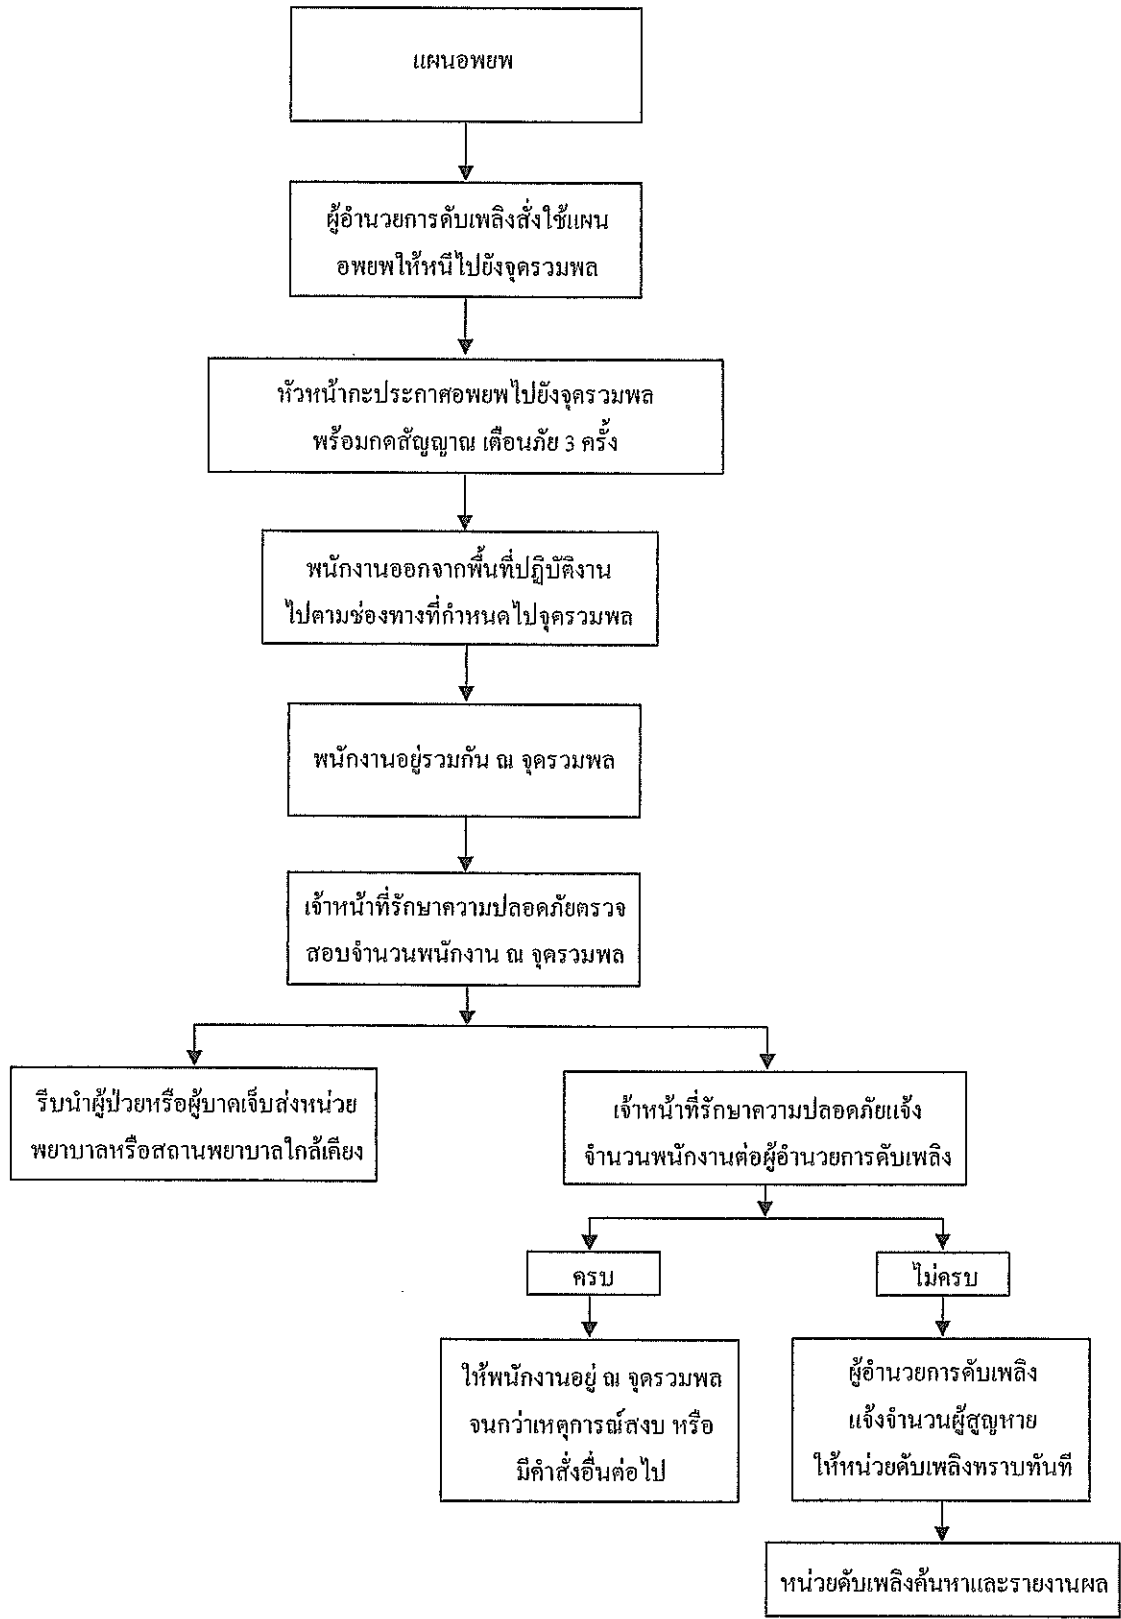 แผนอพยพ
ผู้อำนวยการดับเพลิงสั่งใช้แผน
อพยพให้หนีไปยังจุดรวมพล
หัวหน้ากะประกาศอพยพไปยังจุดรวมพล
พร้อมกดสัญญาณ เตือนภัย 3 ครั้ง
พนักงานออกจากพื้นที่ปฏิบัติงาน
ไปตามช่องทางที่กำหนดไปจุดรวมพล
พนักงานอยู่รวมกัน ณ จุดรวมพล
เจ้าหน้าที่รักษาความปลอดภัยตรวจ
สอบจำนวนพนักงาน ณ จุดรวมพล
รีบนำผู้ป่วยหรือผู้บาดเจ็บส่งหน่วย
พยาบาลหรือสถานพยาบาลใกล้เคียง
เจ้าหน้าที่รักษาความปลอดภัยแจ้ง
จำนวนพนักงานต่อผู้อำนวยการดับเพลิง
ครบ
ไม่ครบ
ให้พนักงานอยู่ ณ จุดรวมพล
จนกว่าเหตุการณ์สงบ หรือ
มีคำสั่งอื่นต่อไป
ผู้อำนวยการดับเพลิง
แจ้งจำนวนผู้สูญหาย
ให้หน่วยดับเพลิงทราบทันที
หน่วยดับเพลิงค้นหาและรายงานผล